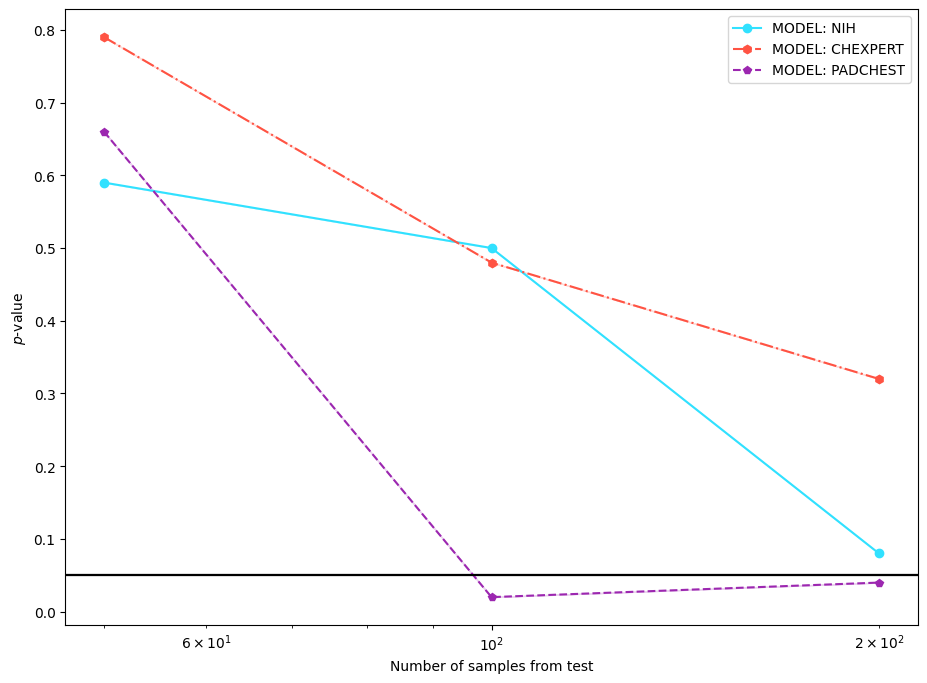 MODEL: NIH
MODEL: CHEXPERT
MODEL: PADCHEST
p-value
0.8
0.7
0.6
0.5
0.4
0.3
0.2
0.1
0.0
6 × 10¹
10²
2 × 10²
Number of samples from test